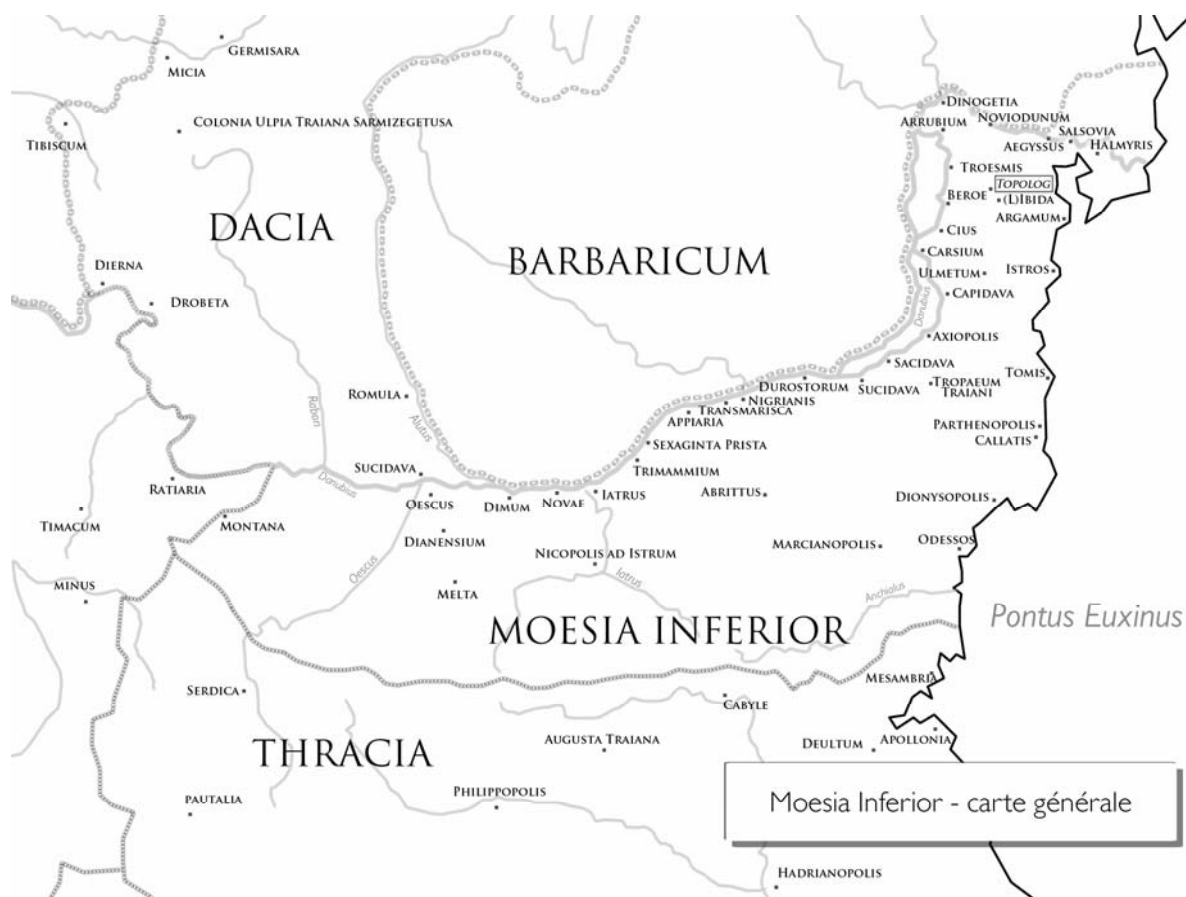 GERMISARA
MICIA
COLONIA ULPIA TRAIANA SARMIZEGETUSA
TIBISCUM
DINOGETIA
NOVIODUNUM
ARRUBIUM
SALSOVIA
AEGYSSUS
HALMYRIS
TROESMIS
TOPOLOG
BEROE
(L)IBIDA
ARGAMUM
DACIA
BARBARICUM
CIUS
CARSIUM
ULMETUM
ISTROS
CAPIDAVA
Danubius
DIERNA
DROBETA
AXIOPOLIS
SACIDAVA
TOMIS
DUROSTORUM
SUCIDAVA
TROPAEUM
TRAIANI
NIGRIANIS
TRANSMARISCA
APPIARIA
ROMULA
Alutus
Rabon
PARTHENOPOLIS
CALLATIS
SEXAGINTA PRISTA
TRIMAMMIUM
SUCIDAVA
Danubius
RATIARIA
OESCUS
DIMUM
NOVAE
IATRUS
ABRITTUS
DIONYSOPOLIS
TIMACUM
MONTANA
DIANENSIUM
NICOPOLIS AD ISTRUM
MARCIANOPOLIS
ODESSOS
Oescus
Iatrus
Anchialus
MINUS
MELTA
MOESIA INFERIOR
Pontus Euxinus
SERDICA
MESAMBRIA
CABYLE
THRACIA
AUGUSTA TRAIANA
DEULTUM
APOLLONIA
PAUTALIA
PHILIPPOPOLIS
Moesia Inferior - carte générale
HADRIANOPOLIS